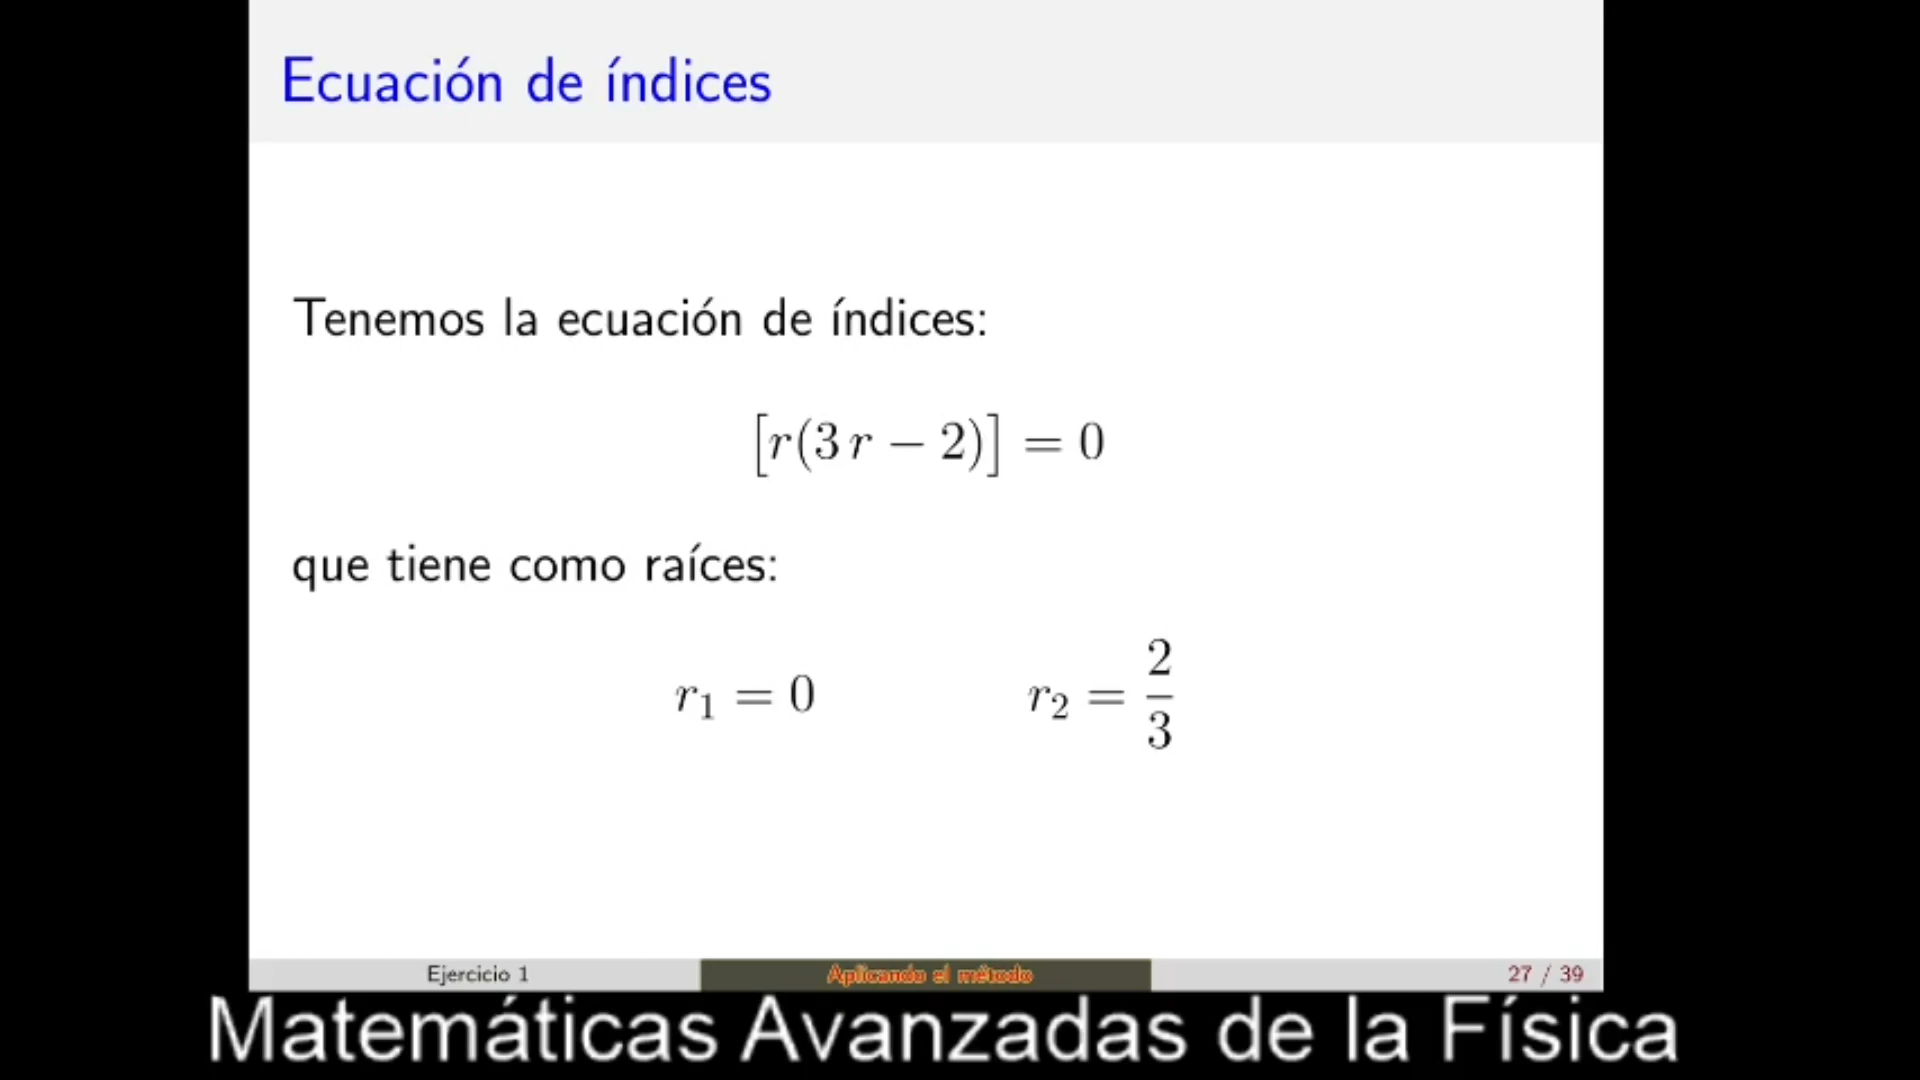 Ecuación de índices
Tenemos la ecuación de índices:
[r(3 r − 2)] = 0
que tiene como raíces:
r₁ = 0 r₂ = 2/3
Ejercicio 1 Aplicando el método 27 / 39
Matemáticas Avanzadas de la Física